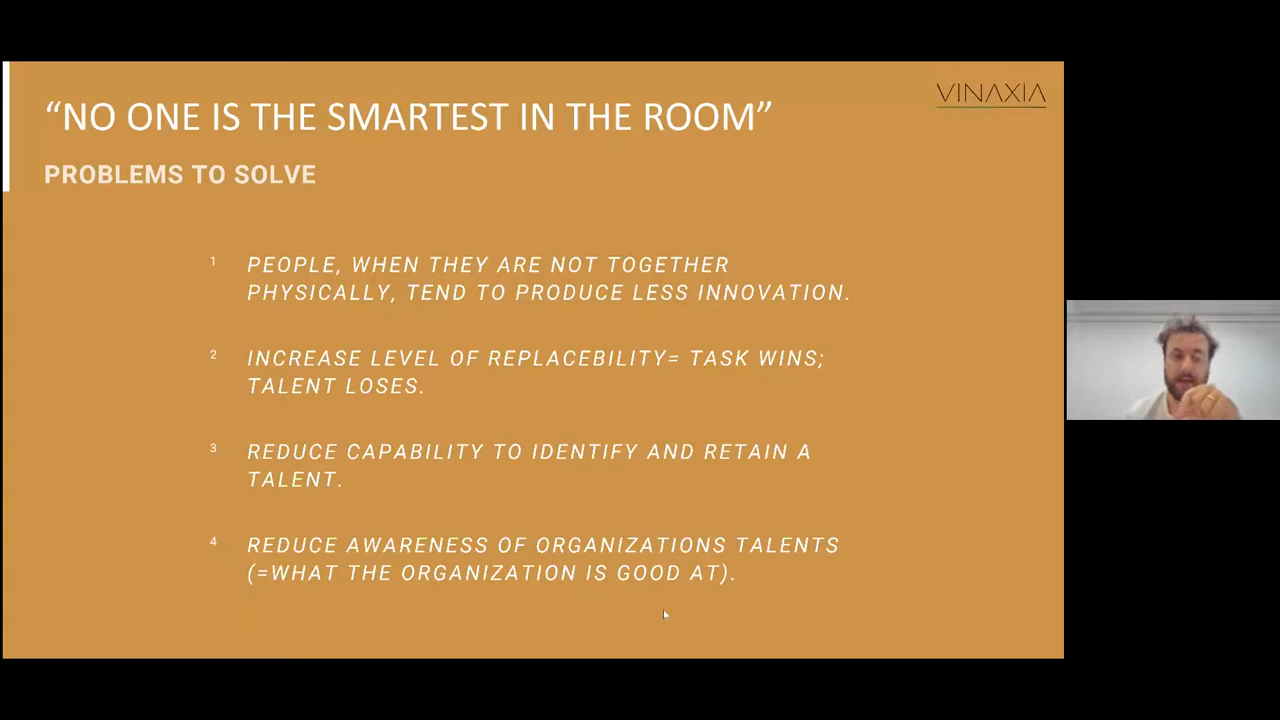 VINAXIA
“NO ONE IS THE SMARTEST IN THE ROOM”
PROBLEMS TO SOLVE
1 PEOPLE, WHEN THEY ARE NOT TOGETHER
PHYSICALLY, TEND TO PRODUCE LESS INNOVATION.
2 INCREASE LEVEL OF REPLACEBILITY= TASK WINS;
TALENT LOSES.
3 REDUCE CAPABILITY TO IDENTIFY AND RETAIN A
TALENT.
4 REDUCE AWARENESS OF ORGANIZATIONS TALENTS
(=WHAT THE ORGANIZATION IS GOOD AT).